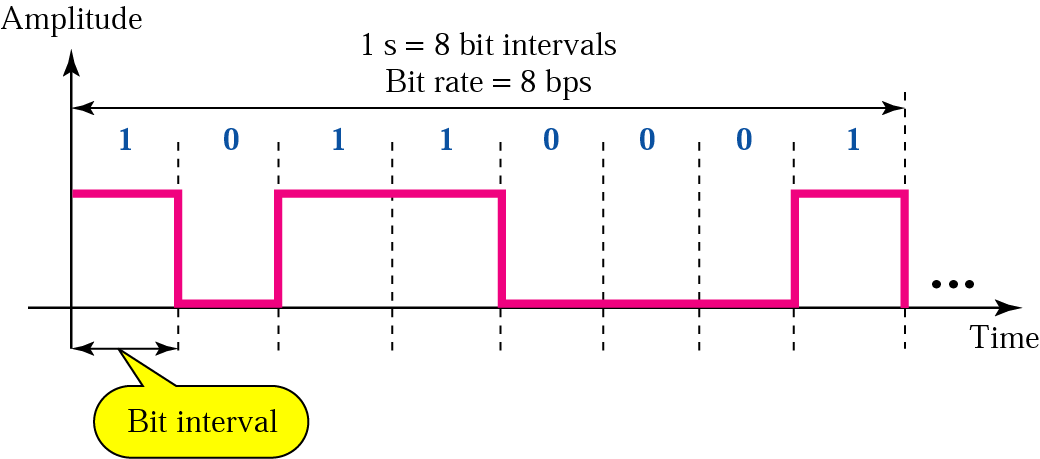 Amplitude
1 s = 8 bit intervals
Bit rate = 8 bps
1 0 1 1 0 0 0 1
...
Time
Bit interval